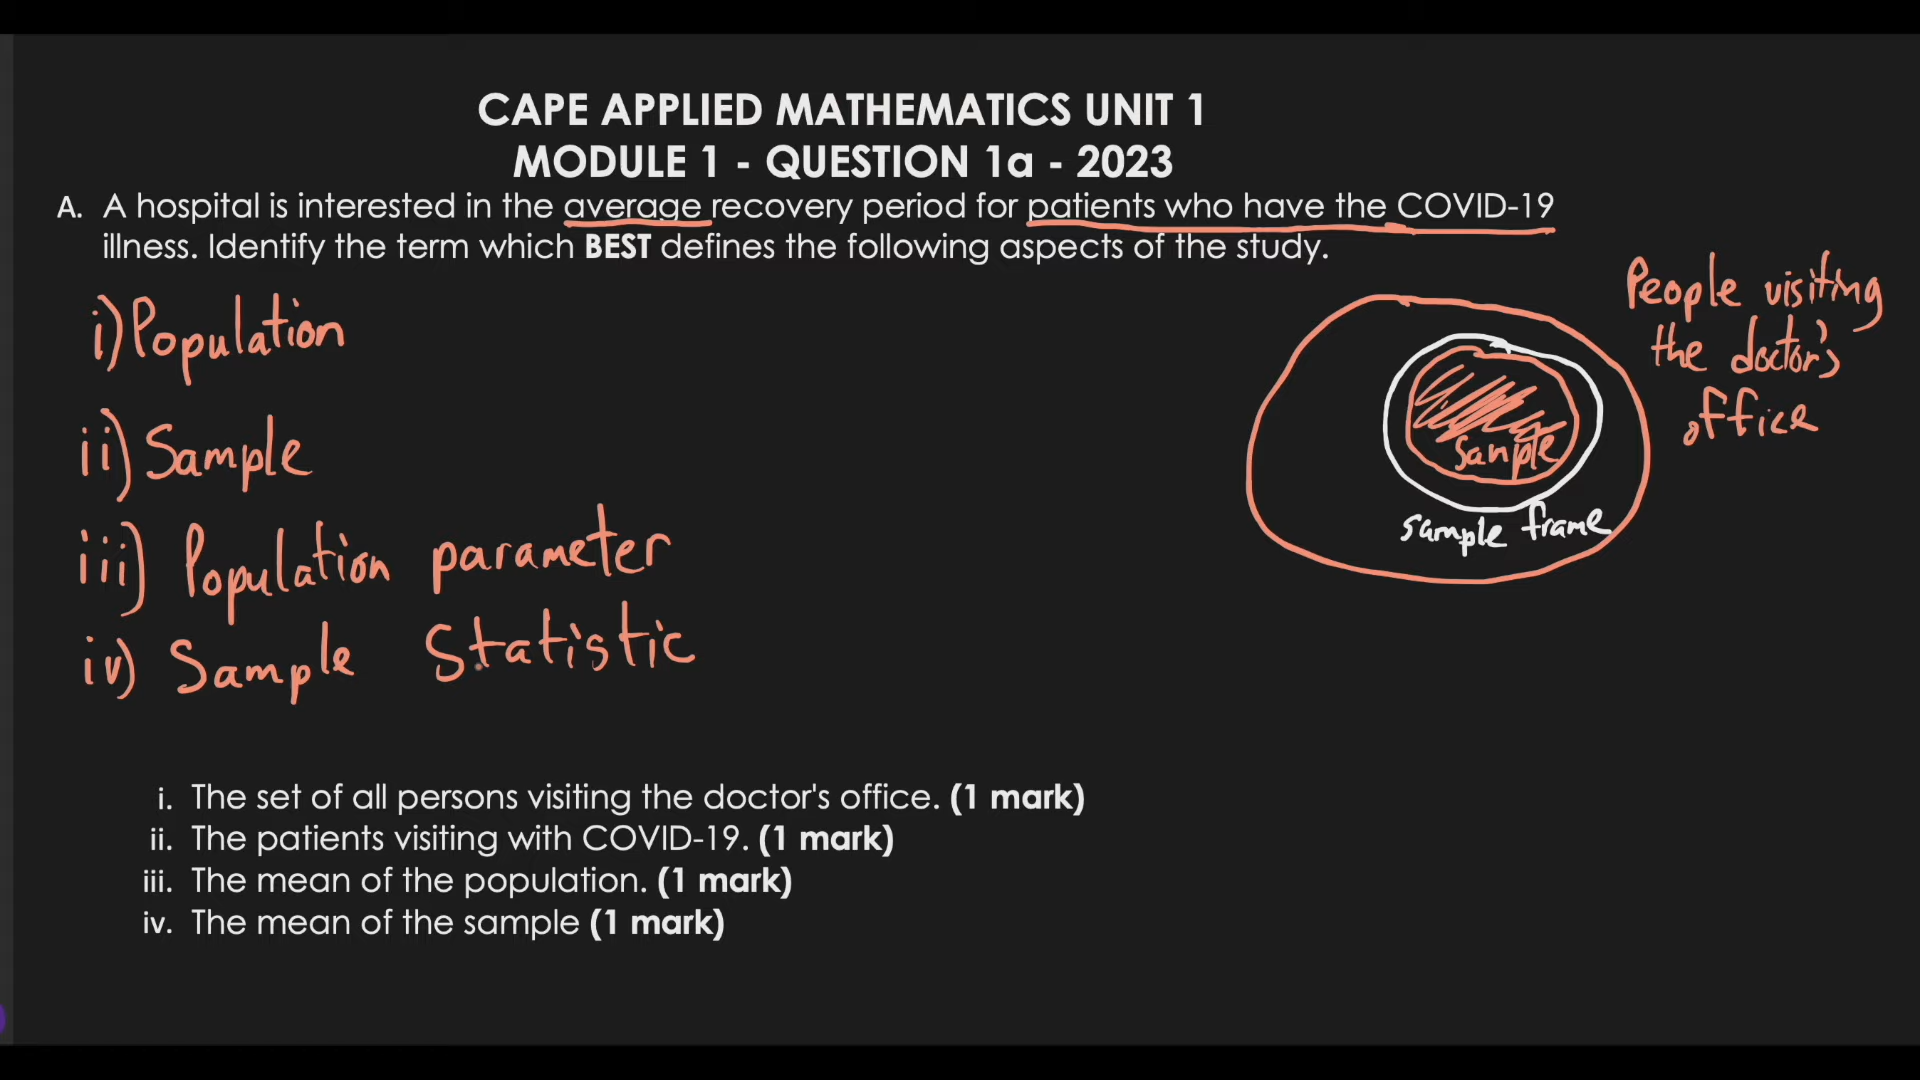 CAPE APPLIED MATHEMATICS UNIT 1
MODULE 1 - QUESTION 1a - 2023
A. A hospital is interested in the average recovery period for patients who have the COVID-19
illness. Identify the term which BEST defines the following aspects of the study.
i) Population
ii) Sample
iii) Population parameter
iv) Sample Statistic
People visiting
the doctor's
office
Sample
sample frame
i. The set of all persons visiting the doctor's office. (1 mark)
ii. The patients visiting with COVID-19. (1 mark)
iii. The mean of the population. (1 mark)
iv. The mean of the sample (1 mark)